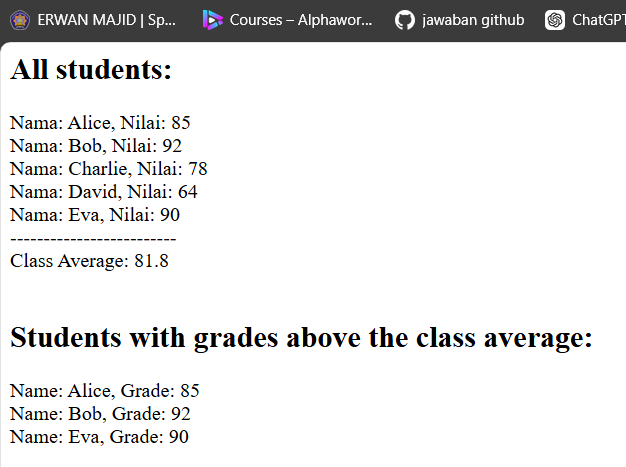 ERWAN MAJID | Sp... Courses – Alphawor... jawaban github ChatGPT
All students:
Nama: Alice, Nilai: 85
Nama: Bob, Nilai: 92
Nama: Charlie, Nilai: 78
Nama: David, Nilai: 64
Nama: Eva, Nilai: 90
-------------------------
Class Average: 81.8
Students with grades above the class average:
Name: Alice, Grade: 85
Name: Bob, Grade: 92
Name: Eva, Grade: 90